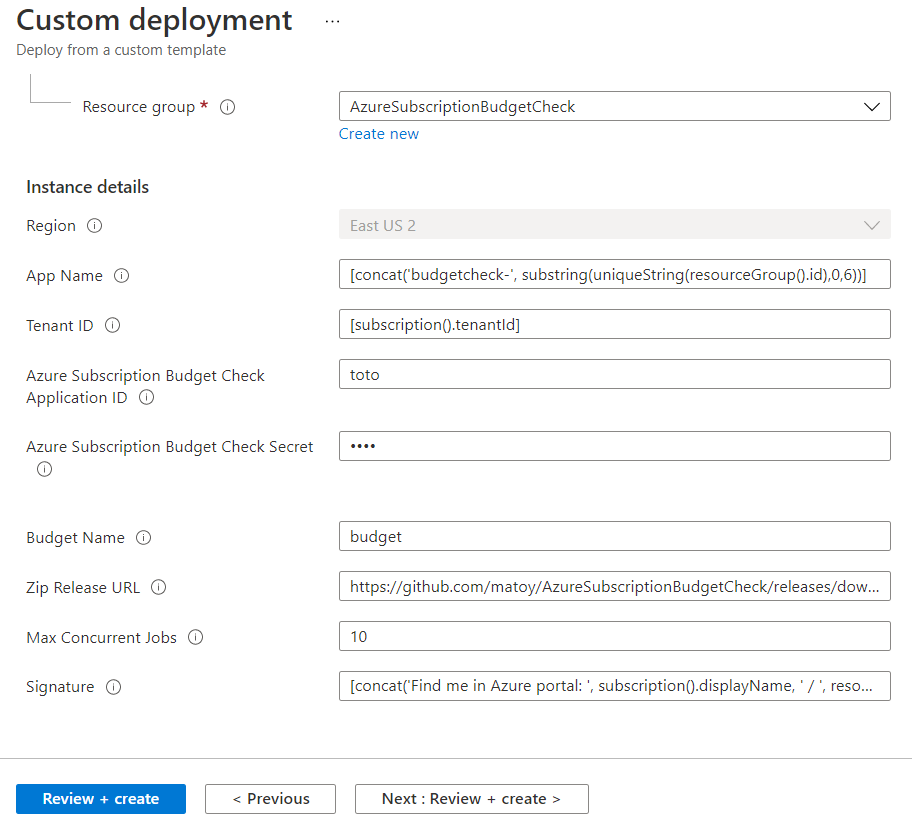 Custom deployment ...
Deploy from a custom template
Resource group * AzureSubscriptionBudgetCheck
Create new
Instance details
Region East US 2
App Name [concat('budgetcheck-', substring(uniqueString(resourceGroup().id),0,6))]
Tenant ID [subscription().tenantId]
Azure Subscription Budget Check
Application ID
toto
Azure Subscription Budget Check Secret ••••
Budget Name budget
Zip Release URL https://github.com/matoy/AzureSubscriptionBudgetCheck/releases/dow...
Max Concurrent Jobs 10
Signature [concat('Find me in Azure portal: ', subscription().displayName, ' / ', reso...
Review + create < Previous Next : Review + create >